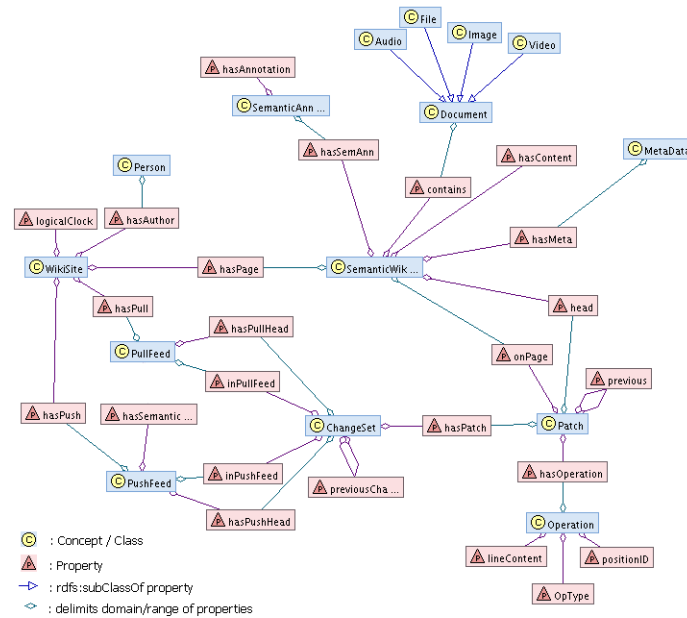 C File
C Audio
C Image
C Video
P hasAnnotation
C SemanticAnn ...
C Document
P hasSemAnn
P hasContent
C MetaData
C Person
P contains
P logicalClock
P hasAuthor
P hasMeta
C WikiSite
P hasPage
C SemanticWik ...
P hasPull
P head
P hasPullHead
C PullFeed
P onPage
P inPullFeed
P previous
P hasPush
P hasSemantic ...
C ChangeSet
P hasPatch
C Patch
P inPushFeed
P hasOperation
C PushFeed
P previousCha ...
P hasPushHead
C Operation
C : Concept / Class
P : Property
P lineContent
P positionID
: rdfs:subClassOf property
P OpType
: delimits domain/range of properties